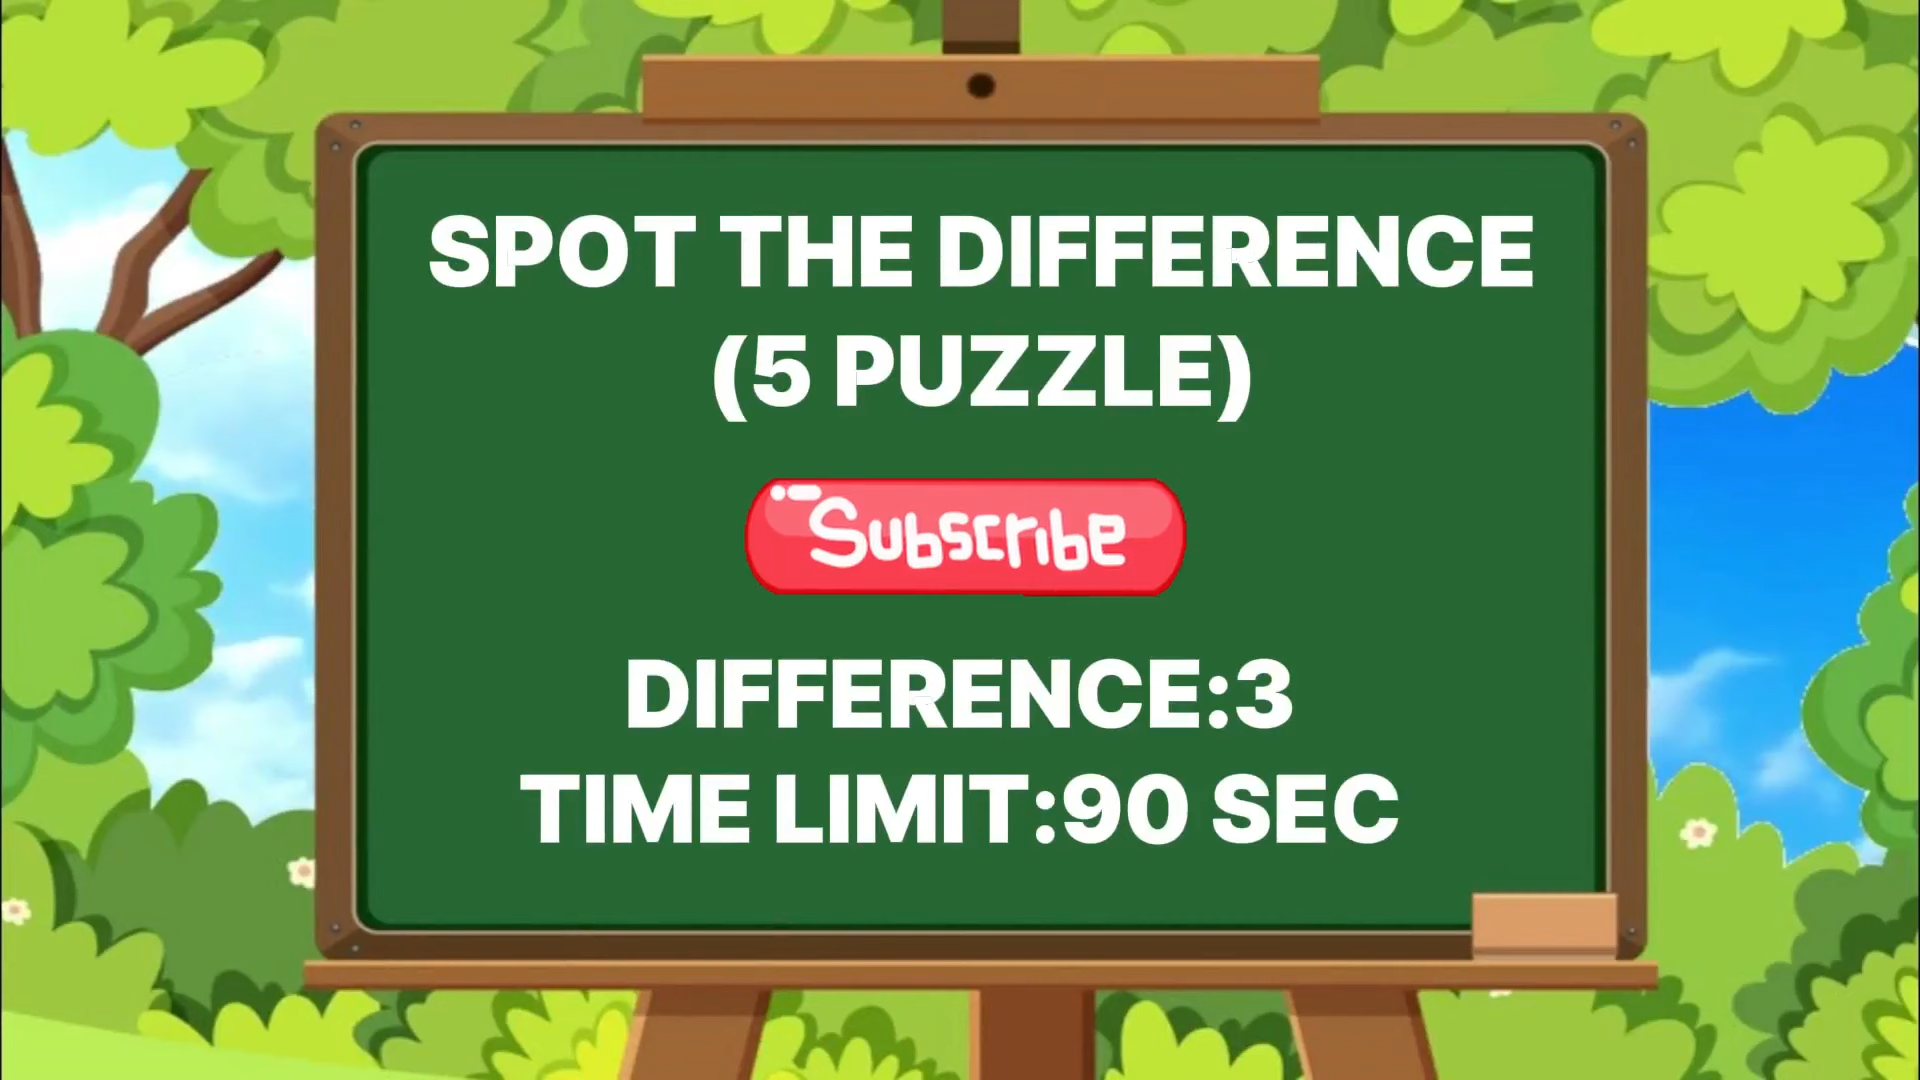 SPOT THE DIFFERENCE
(5 PUZZLE)
Subscribe
DIFFERENCE:3
TIME LIMIT:90 SEC